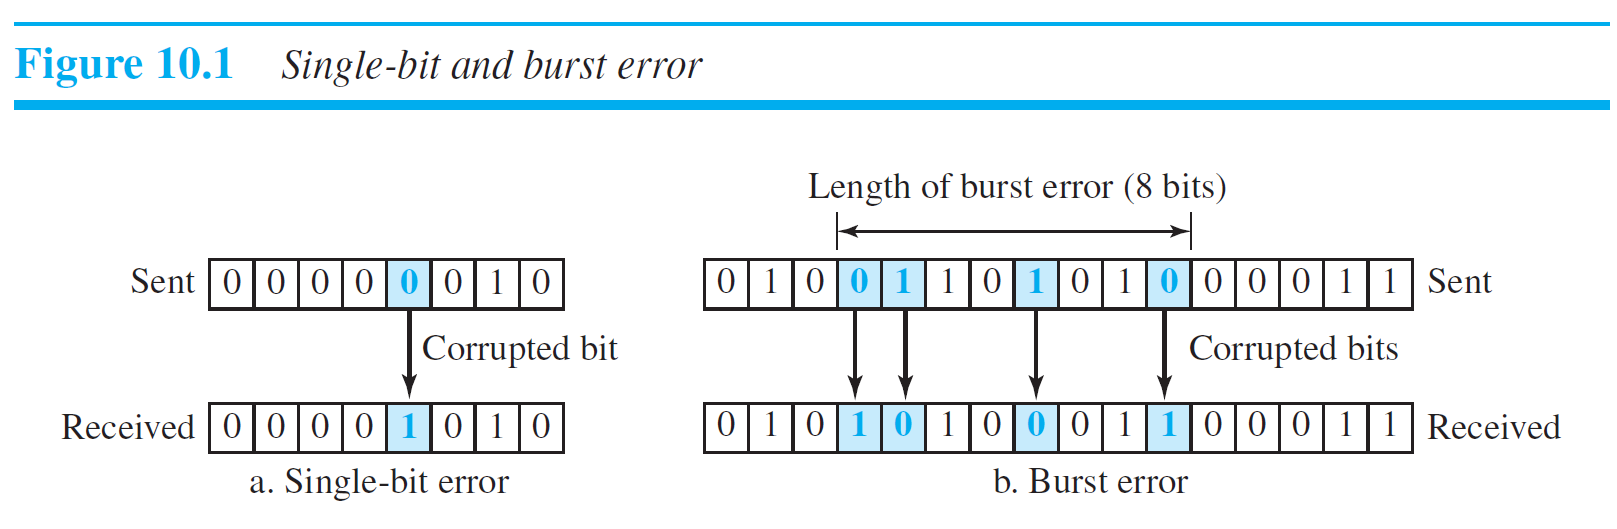 Figure 10.1 Single-bit and burst error
Length of burst error (8 bits)
Sent 0 0 0 0 0 0 1 0
0 1 0 0 1 1 0 1 0 1 0 0 0 0 1 1 Sent
Corrupted bit
Corrupted bits
Received 0 0 0 0 1 0 1 0
0 1 0 1 0 1 0 0 0 1 1 0 0 0 1 1 Received
a. Single-bit error
b. Burst error